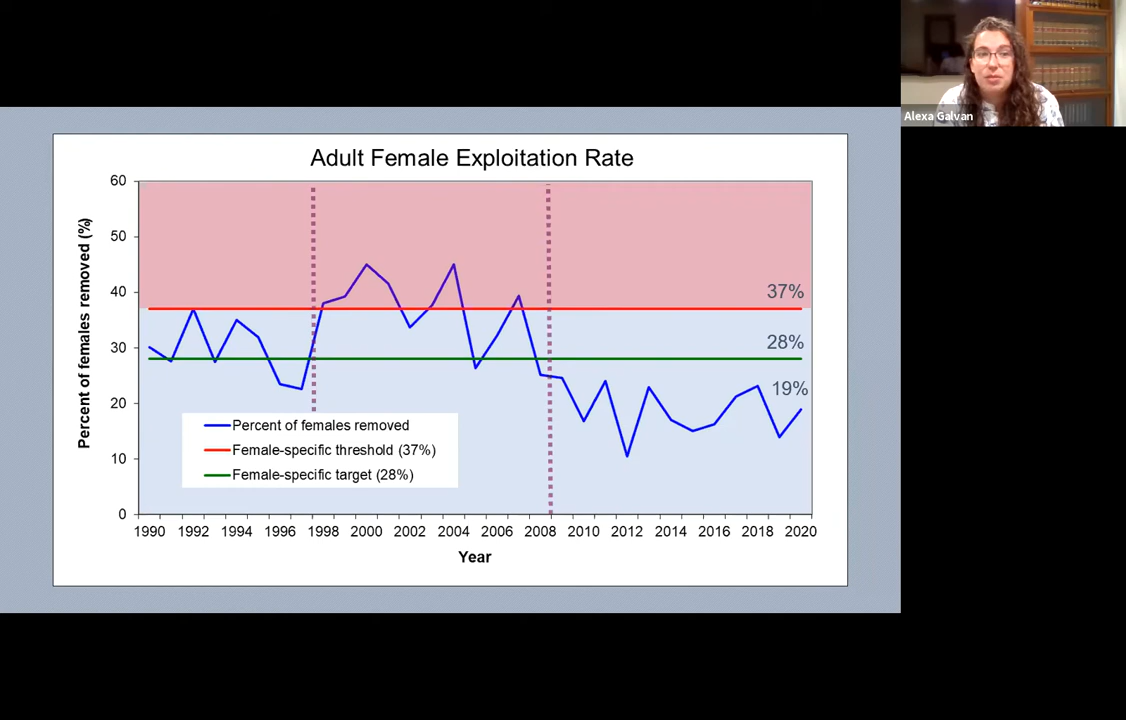 Alexa Galvan
Adult Female Exploitation Rate
Percent of females removed (%)
60
50
40
30
20
10
0
37%
28%
19%
Percent of females removed
Female-specific threshold (37%)
Female-specific target (28%)
1990 1992 1994 1996 1998 2000 2002 2004 2006 2008 2010 2012 2014 2016 2018 2020
Year